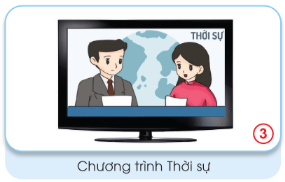 THỜI SỰ
3
Chương trình Thời sự